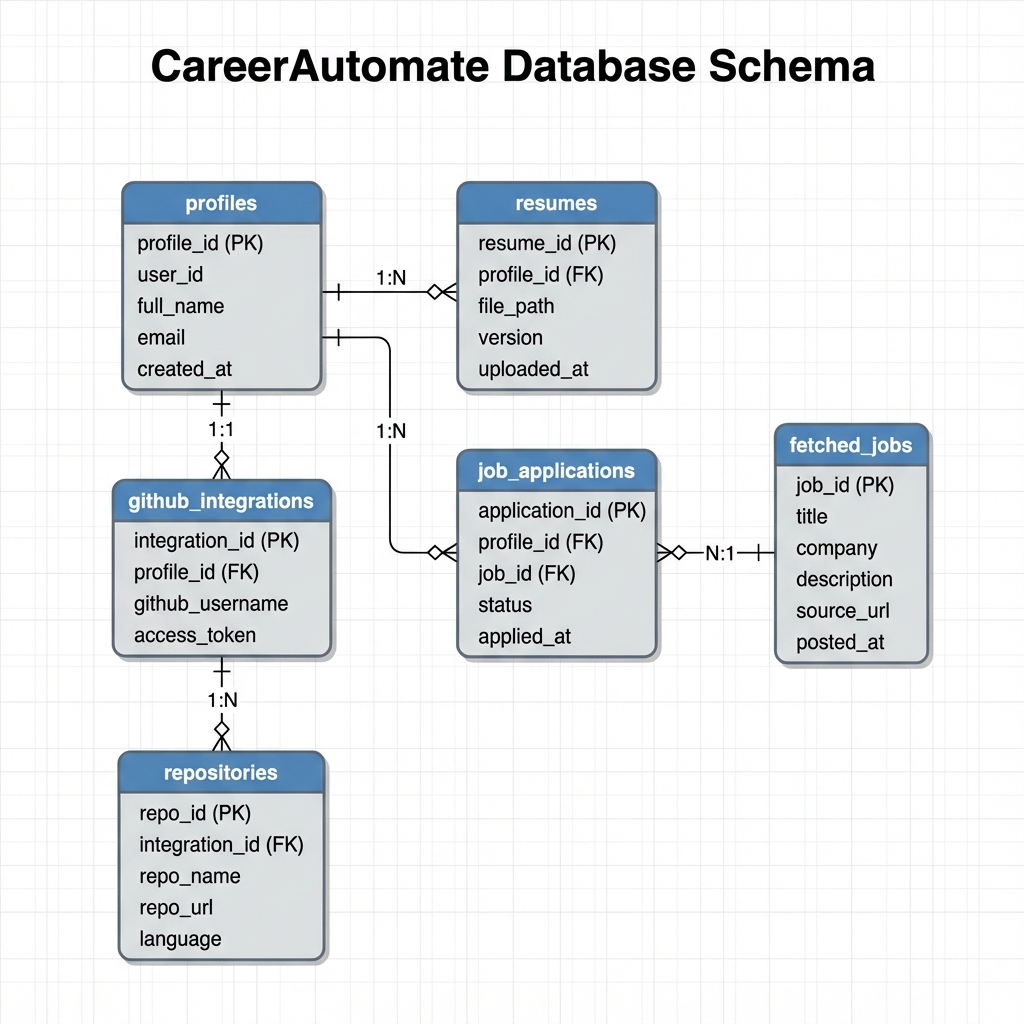 CareerAutomate Database Schema
profiles
profile_id (PK)
user_id
full_name
email
created_at
1:N
resumes
resume_id (PK)
profile_id (FK)
file_path
version
uploaded_at
1:1
1:N
github_integrations
integration_id (PK)
profile_id (FK)
github_username
access_token
job_applications
application_id (PK)
profile_id (FK)
job_id (FK)
status
applied_at
N:1
fetched_jobs
job_id (PK)
title
company
description
source_url
posted_at
1:N
repositories
repo_id (PK)
integration_id (FK)
repo_name
repo_url
language